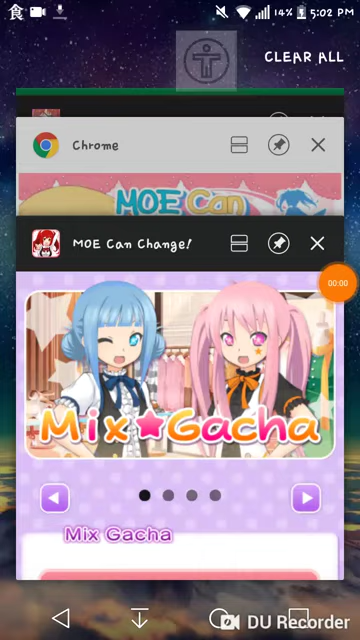 食 14% 5:02 PM
CLEAR ALL
Chrome
MOE Can
MOE Can Change!
00:00
Mix★Gacha
Mix Gacha
DU Recorder